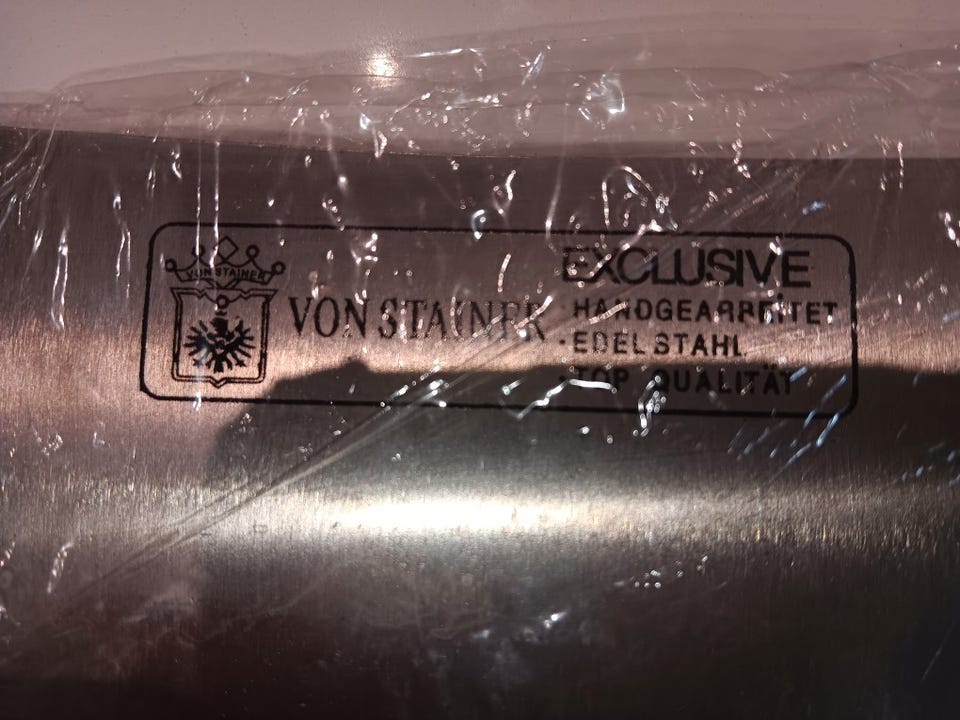 VON STAINER
VON STAINER
EXCLUSIVE
· HANDGEARBEITET
· EDELSTAHL
· TOP QUALITÄT